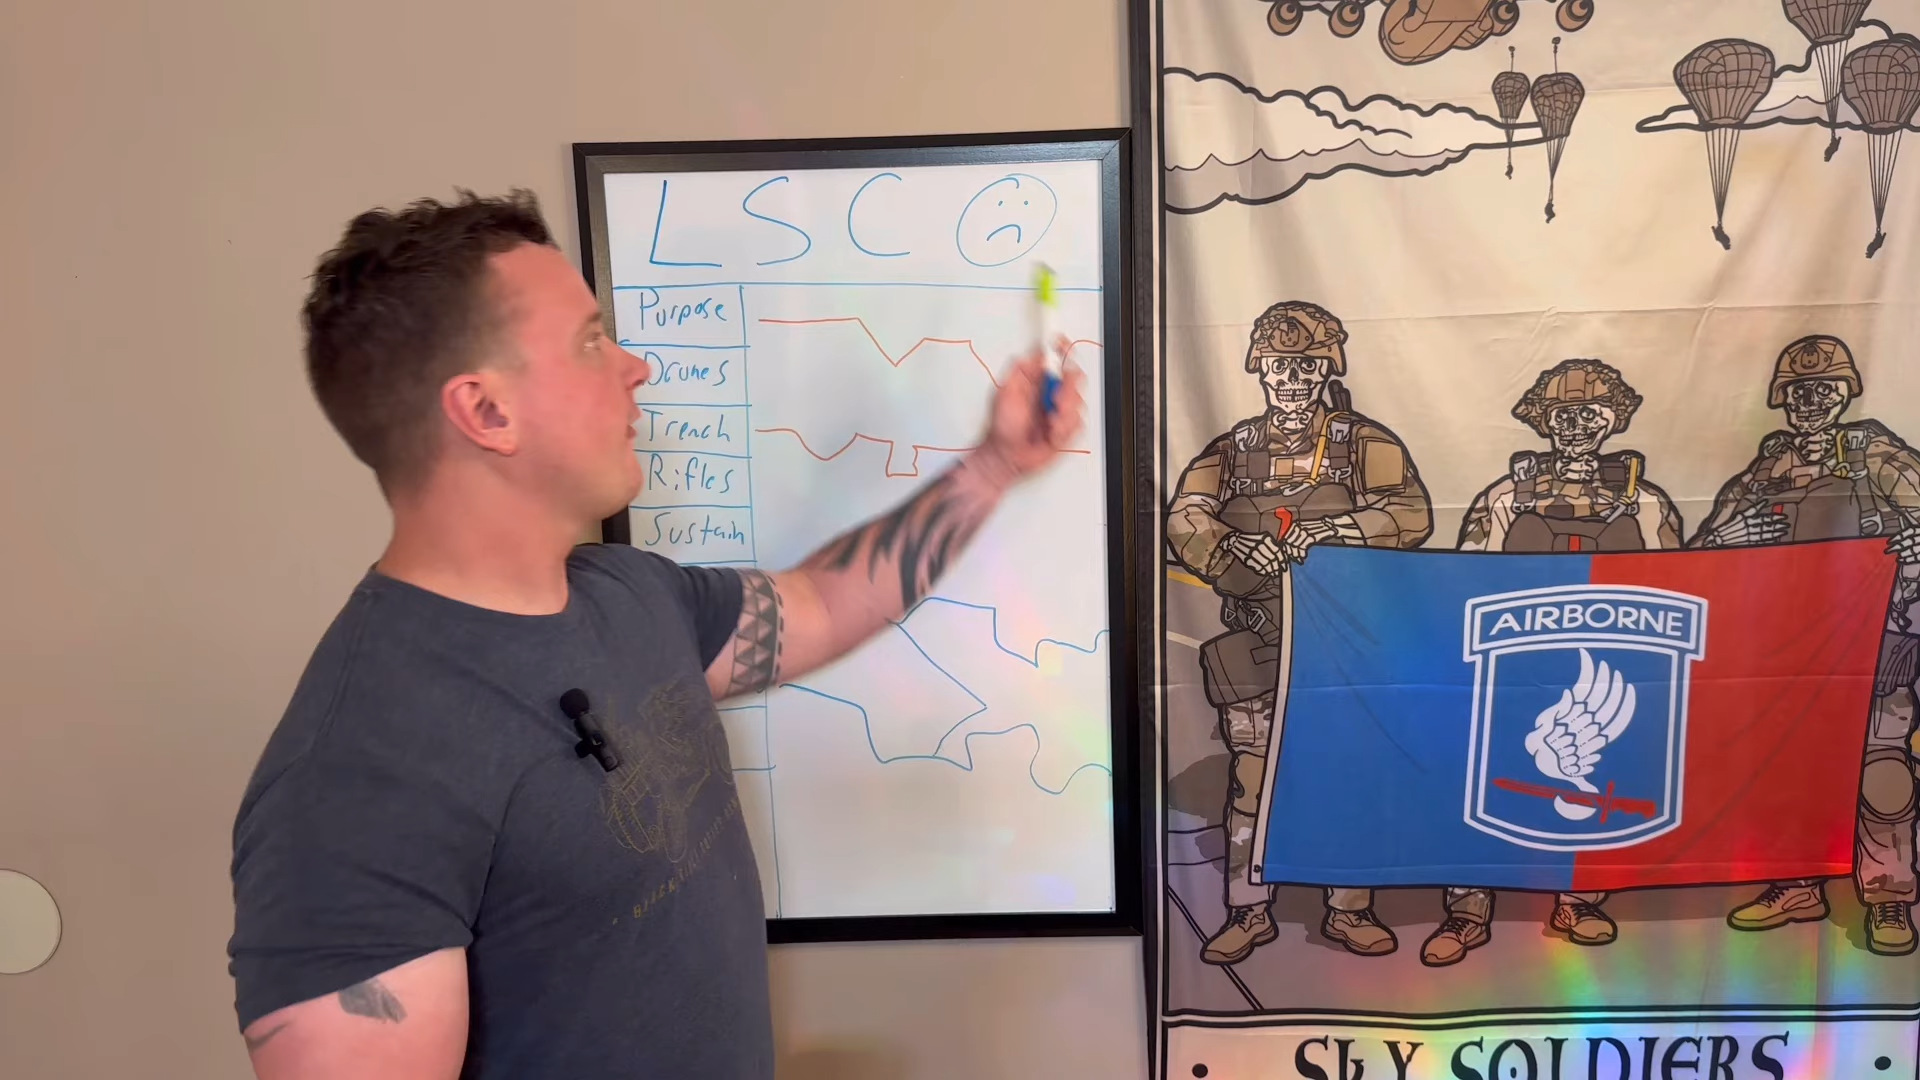 LSC
Purpose
Drones
Trench
Rifles
Sustain
AIRBORNE
SKY SOLDIERS